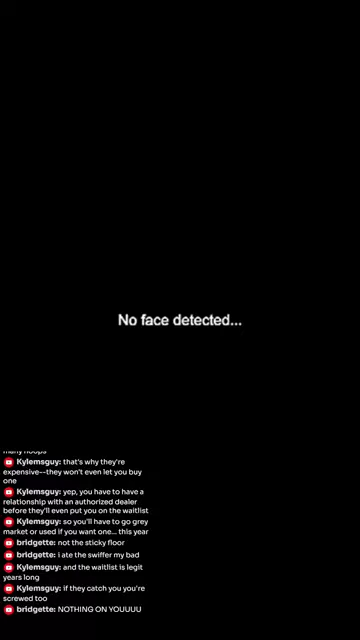 No face detected...
many hoops
Kylemsguy: that's why they're
expensive--they won't even let you buy
one
Kylemsguy: yep, you have to have a
relationship with an authorized dealer
before they'll even put you on the waitlist
Kylemsguy: so you'll have to go grey
market or used if you want one... this year
bridgette: not the sticky floor
bridgette: i ate the swiffer my bad
Kylemsguy: and the waitlist is legit
years long
Kylemsguy: if they catch you you're
screwed too
bridgette: NOTHING ON YOUUUU